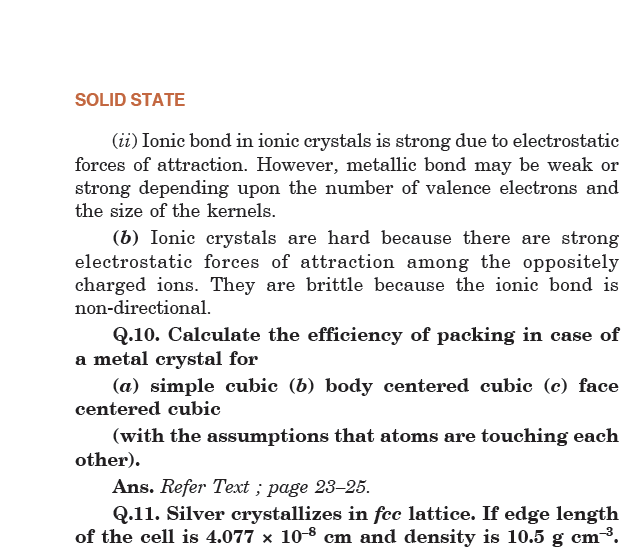 SOLID STATE
(ii) Ionic bond in ionic crystals is strong due to electrostatic
forces of attraction. However, metallic bond may be weak or
strong depending upon the number of valence electrons and
the size of the kernels.
(b) Ionic crystals are hard because there are strong
electrostatic forces of attraction among the oppositely
charged ions. They are brittle because the ionic bond is
non-directional.
Q.10. Calculate the efficiency of packing in case of
a metal crystal for
(a) simple cubic (b) body centered cubic (c) face
centered cubic
(with the assumptions that atoms are touching each
other).
Ans. Refer Text ; page 23–25.
Q.11. Silver crystallizes in fcc lattice. If edge length
of the cell is 4.077 × 10⁻⁸ cm and density is 10.5 g cm⁻³.